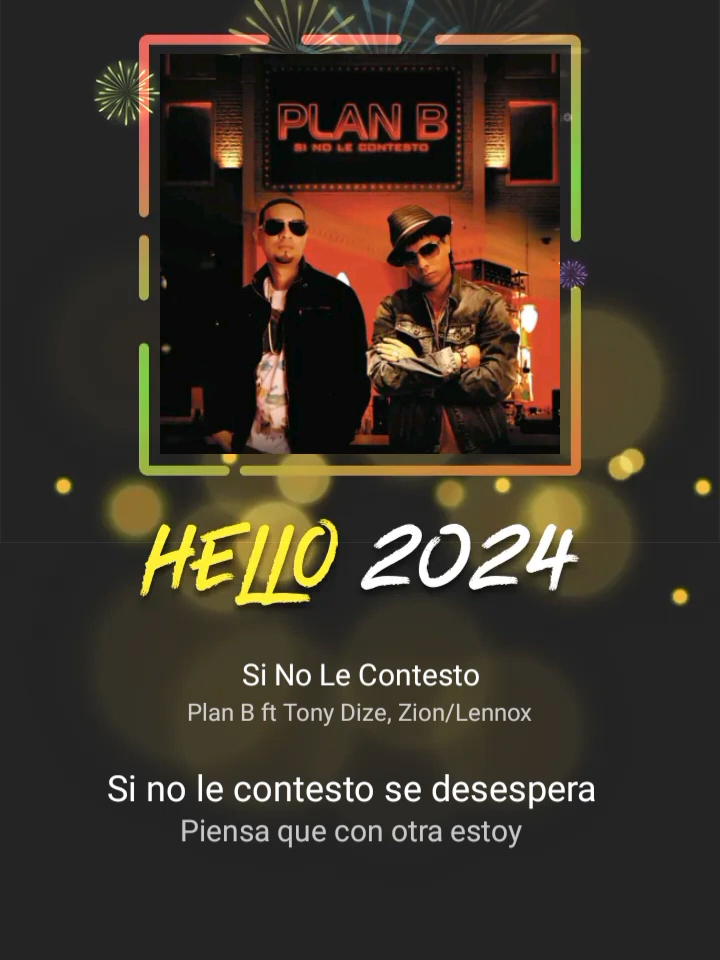 PLAN B
SI NO LE CONTESTO
HELLO 2024
Si No Le Contesto
Plan B ft Tony Dize, Zion/Lennox
Si no le contesto se desespera
Piensa que con otra estoy